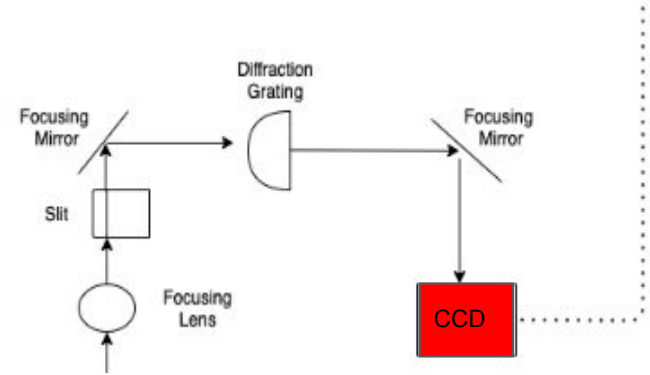 Diffraction
Grating
Focusing
Mirror
Focusing
Mirror
Slit
Focusing
Lens
CCD